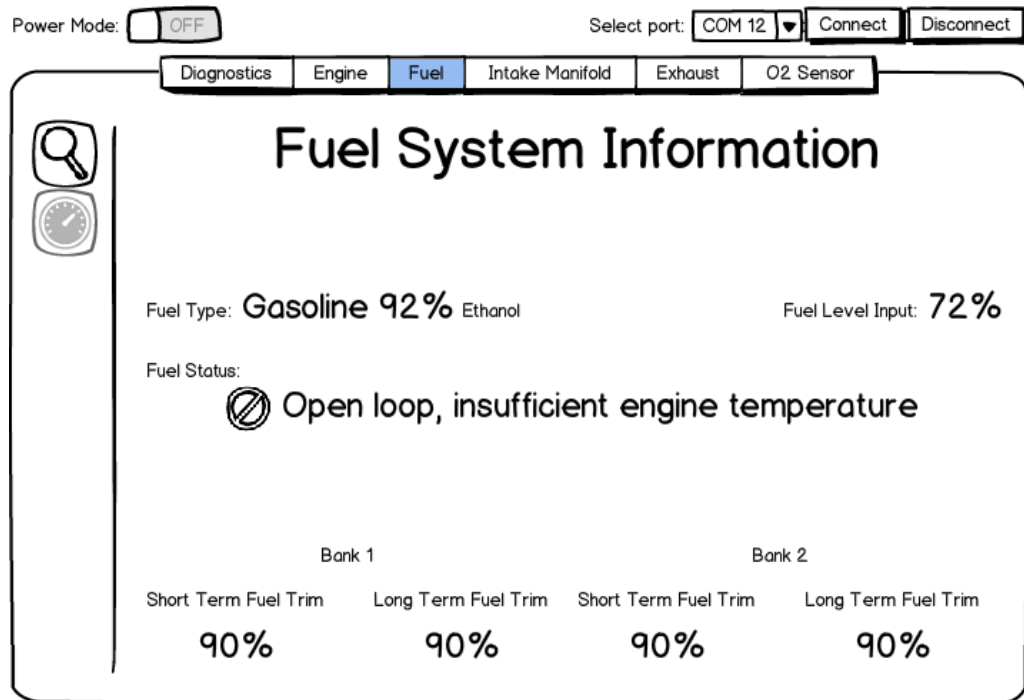 Power Mode: OFF Select port: COM 12 Connect Disconnect
Diagnostics Engine Fuel Intake Manifold Exhaust O2 Sensor
Fuel System Information
Fuel Type: Gasoline 92% Ethanol Fuel Level Input: 72%
Fuel Status:
Open loop, insufficient engine temperature
Bank 1 Bank 2
Short Term Fuel Trim Long Term Fuel Trim Short Term Fuel Trim Long Term Fuel Trim
90% 90% 90% 90%